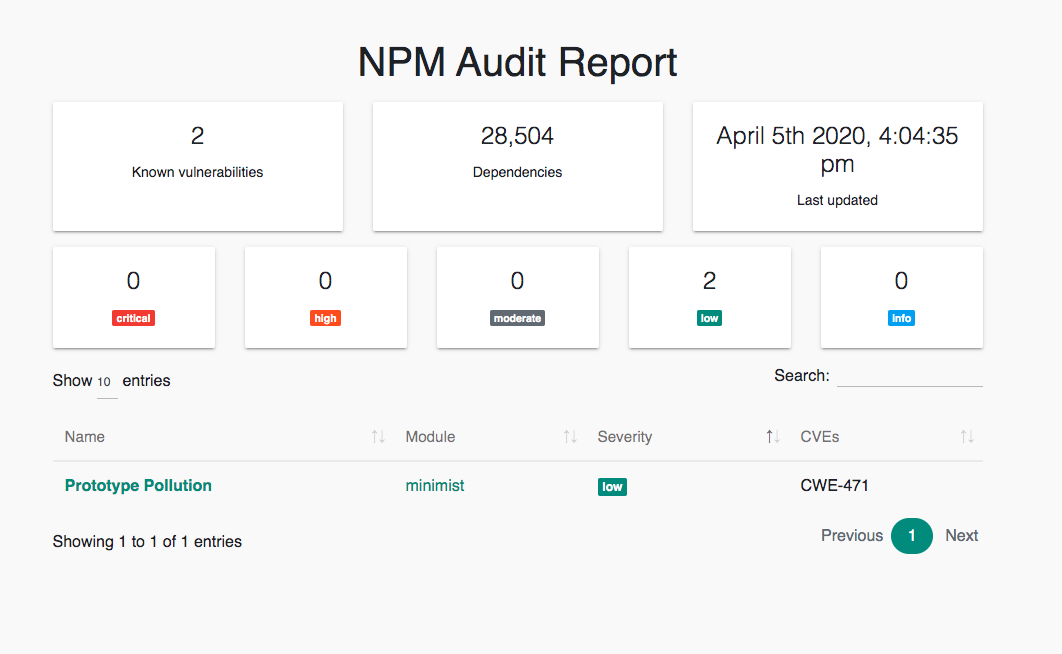 NPM Audit Report
2
Known vulnerabilities
28,504
Dependencies
April 5th 2020, 4:04:35
pm
Last updated
0
critical
0
high
0
moderate
2
low
0
info
Show 10 entries
Search:
Name Module Severity CVEs
Prototype Pollution minimist low CWE-471
Showing 1 to 1 of 1 entries
Previous 1 Next